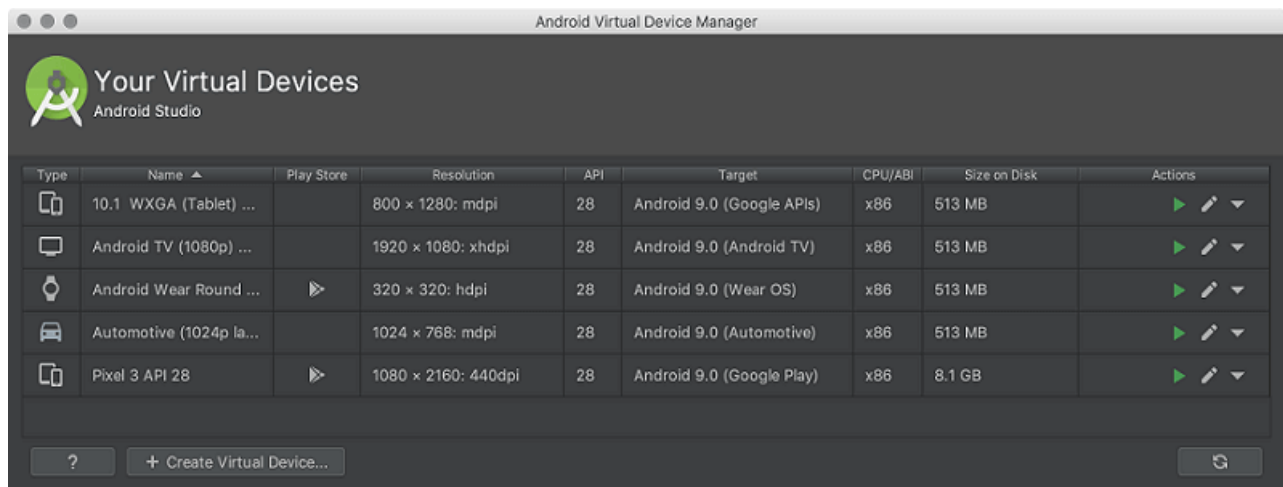 Android Virtual Device Manager
Your Virtual Devices
Android Studio
Type Name Play Store Resolution API Target CPU/ABI Size on Disk Actions
10.1 WXGA (Tablet) ... 800 × 1280: mdpi 28 Android 9.0 (Google APIs) x86 513 MB
Android TV (1080p) ... 1920 × 1080: xhdpi 28 Android 9.0 (Android TV) x86 513 MB
Android Wear Round ... 320 × 320: hdpi 28 Android 9.0 (Wear OS) x86 513 MB
Automotive (1024p la... 1024 × 768: mdpi 28 Android 9.0 (Automotive) x86 513 MB
Pixel 3 API 28 1080 × 2160: 440dpi 28 Android 9.0 (Google Play) x86 8.1 GB
? + Create Virtual Device...